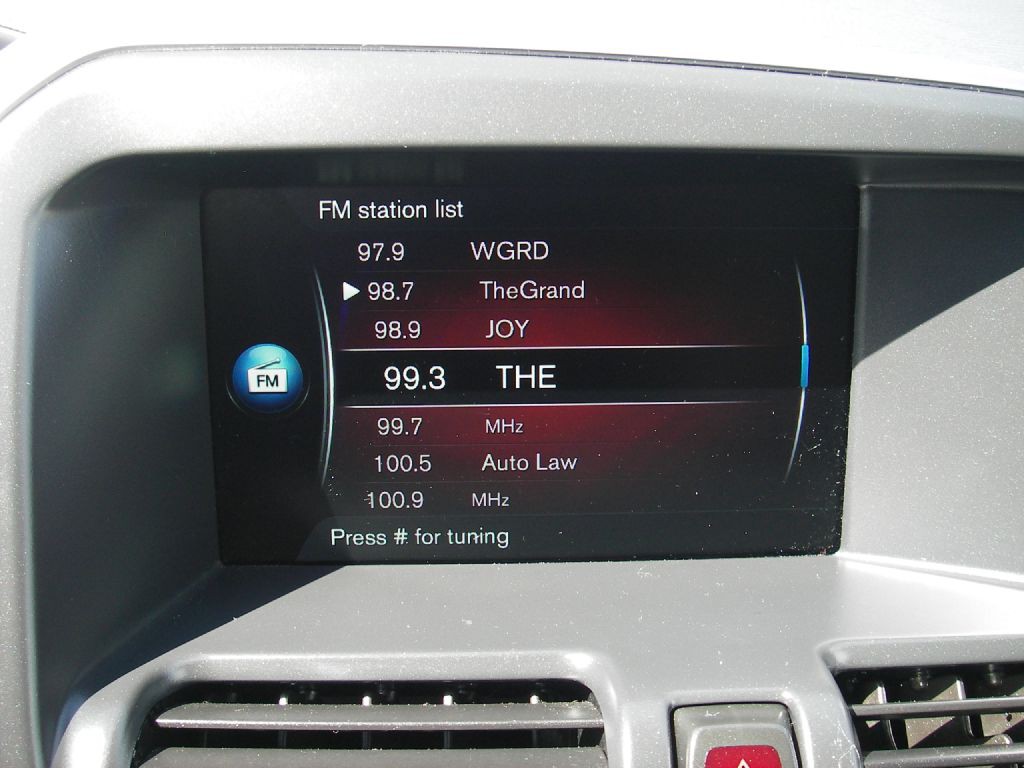 FM station list
97.9 WGRD
98.7 TheGrand
98.9 JOY
FM
99.3 THE
99.7 MHz
100.5 Auto Law
100.9 MHz
Press # for tuning